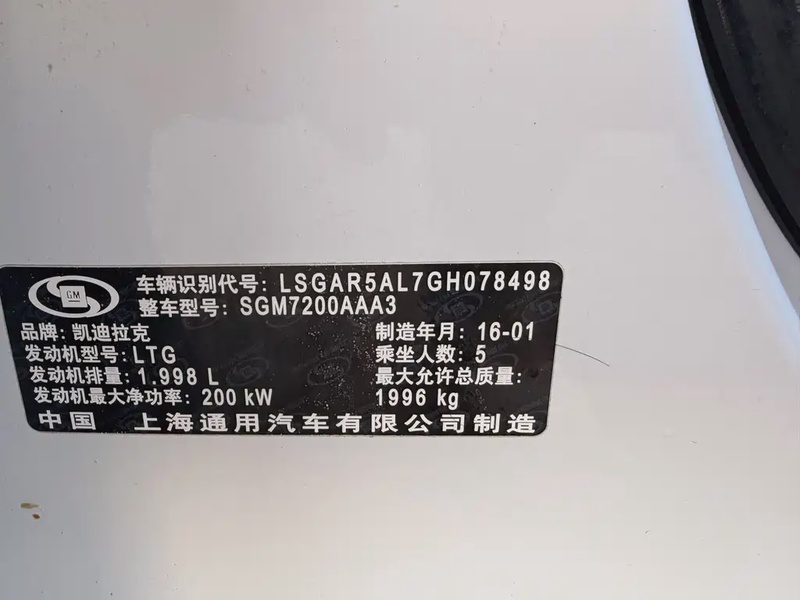 GM
车辆识别代号: LSGAR5AL7GH078498
整车型号: SGM7200AAA3
品牌: 凯迪拉克 制造年月: 16-01
发动机型号: LTG 乘坐人数: 5
发动机排量: 1.998 L 最大允许总质量:
发动机最大净功率: 200 kW 1996 kg
中国 上海通用汽车有限公司制造